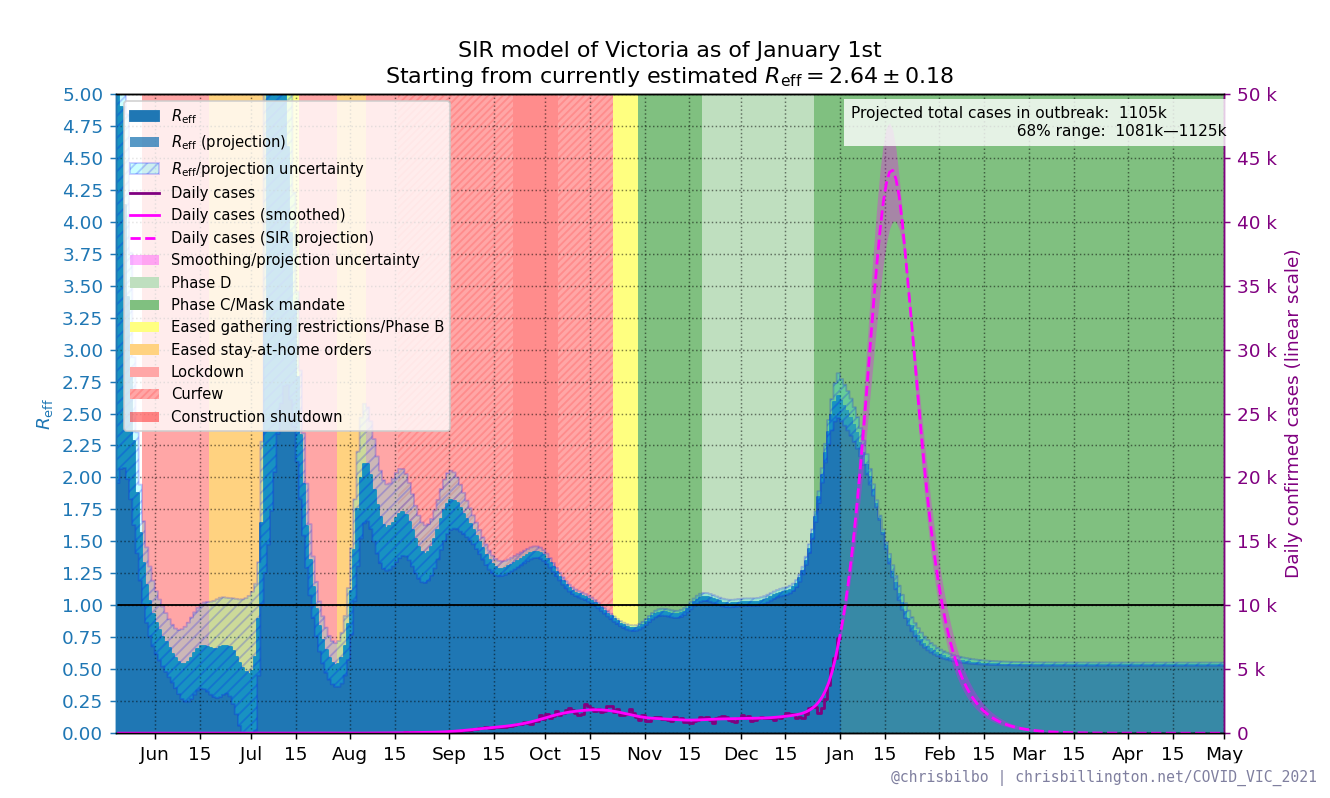 SIR model of Victoria as of January 1st
Starting from currently estimated R_eff = 2.64 ± 0.18
Projected total cases in outbreak: 1105k
68% range: 1081k—1125k
R_eff
R_eff (projection)
R_eff/projection uncertainty
Daily cases
Daily cases (smoothed)
Daily cases (SIR projection)
Smoothing/projection uncertainty
Phase D
Phase C/Mask mandate
Eased gathering restrictions/Phase B
Eased stay-at-home orders
Lockdown
Curfew
Construction shutdown
5.00
4.75
4.50
4.25
4.00
3.75
3.50
3.25
3.00
2.75
2.50
2.25
2.00
1.75
1.50
1.25
1.00
0.75
0.50
0.25
0.00
R_eff
50 k
45 k
40 k
35 k
30 k
25 k
20 k
15 k
10 k
5 k
0
Daily confirmed cases (linear scale)
Jun 15 Jul 15 Aug 15 Sep 15 Oct 15 Nov 15 Dec 15 Jan 15 Feb 15 Mar 15 Apr 15 May
@chrisbilbo | chrisbillington.net/COVID_VIC_2021